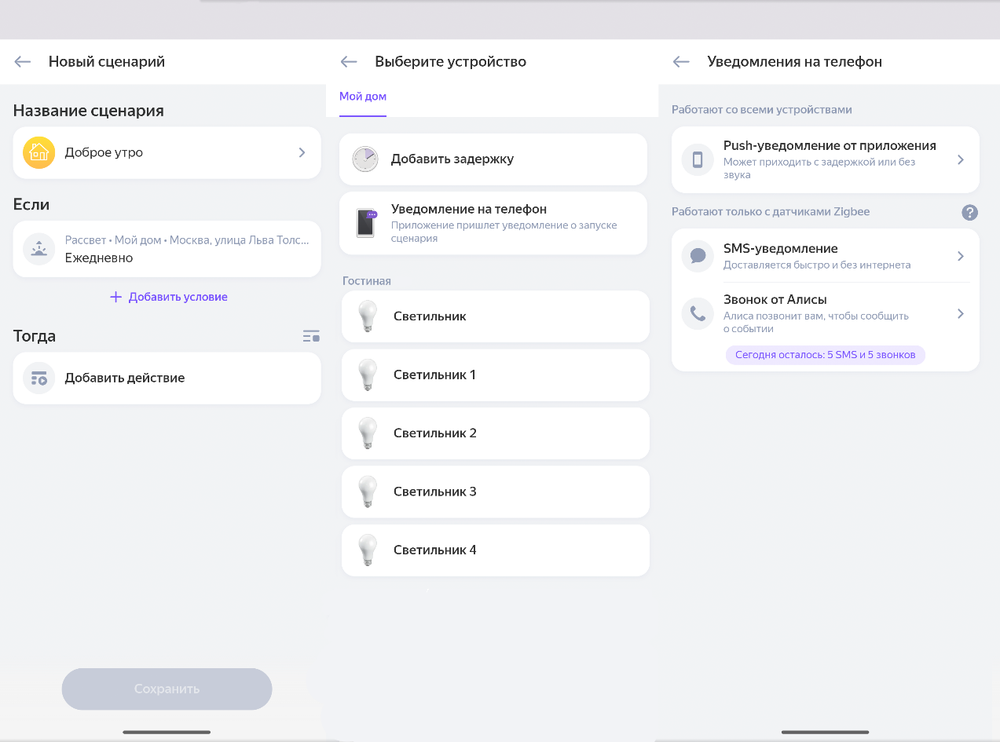 Новый сценарий
Название сценария
Доброе утро
Если
Рассвет • Мой дом • Москва, улица Льва Толс...
Ежедневно
+ Добавить условие
Тогда
Добавить действие
Сохранить
Выберите устройство
Мой дом
Добавить задержку
Уведомление на телефон
Приложение пришлет уведомление о запуске
сценария
Гостиная
Светильник
Светильник 1
Светильник 2
Светильник 3
Светильник 4
Уведомления на телефон
Работают со всеми устройствами
Push-уведомление от приложения
Может приходить с задержкой или без
звука
Работают только с датчиками Zigbee
?
SMS-уведомление
Доставляется быстро и без интернета
Звонок от Алисы
Алиса позвонит вам, чтобы сообщить
о событии
Сегодня осталось: 5 SMS и 5 звонков